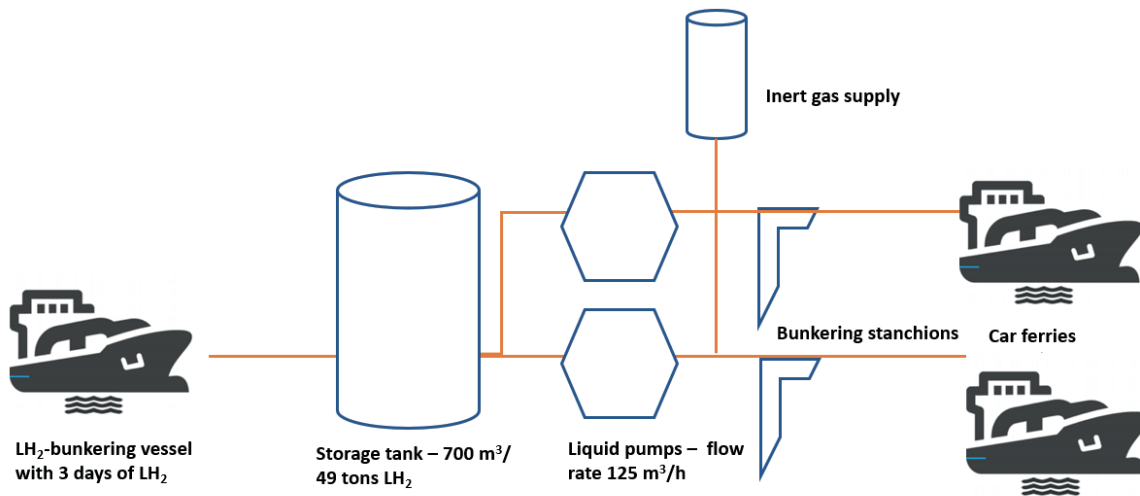 Inert gas supply
Bunkering stanchions
Car ferries
LH₂-bunkering vessel
with 3 days of LH₂
Storage tank – 700 m³/
49 tons LH₂
Liquid pumps – flow
rate 125 m³/h